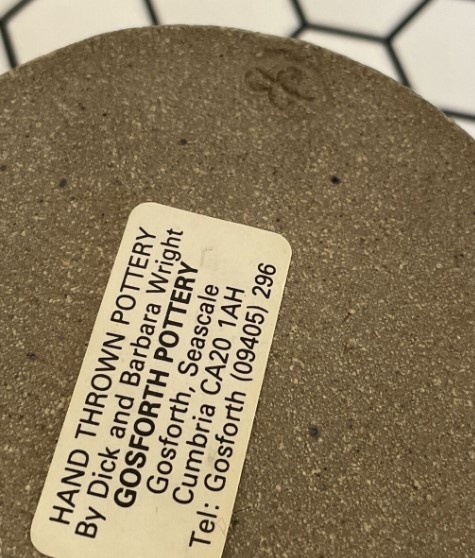 HAND THROWN POTTERY
By Dick and Barbara Wright
GOSFORTH POTTERY
Gosforth, Seascale
Cumbria CA20 1AH
Tel: Gosforth (09405) 296